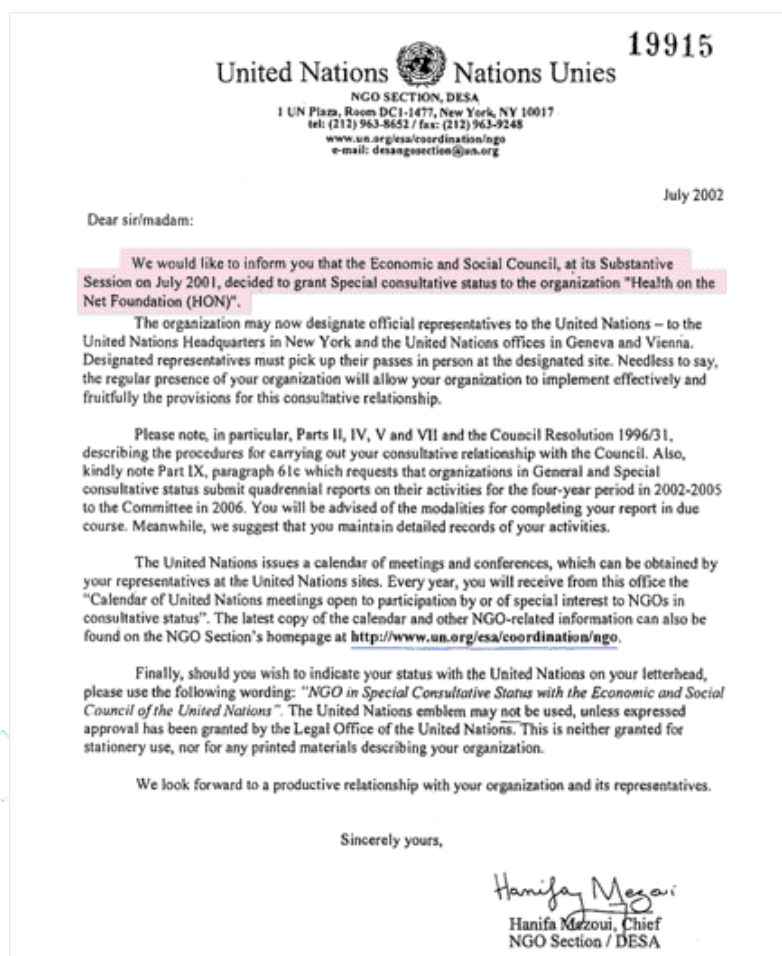 19915
United Nations Nations Unies
NGO SECTION, DESA
1 UN Plaza, Room DC1-1477, New York, NY 10017
tel: (212) 963-8652 / fax: (212) 963-9248
www.un.org/esa/coordination/ngo
e-mail: desangosection@un.org
July 2002
Dear sir/madam:
We would like to inform you that the Economic and Social Council, at its Substantive
Session on July 2001, decided to grant Special consultative status to the organization "Health on the
Net Foundation (HON)".
The organization may now designate official representatives to the United Nations – to the
United Nations Headquarters in New York and the United Nations offices in Geneva and Vienna.
Designated representatives must pick up their passes in person at the designated site. Needless to say,
the regular presence of your organization will allow your organization to implement effectively and
fruitfully the provisions for this consultative relationship.
Please note, in particular, Parts II, IV, V and VII and the Council Resolution 1996/31,
describing the procedures for carrying out your consultative relationship with the Council. Also,
kindly note Part IX, paragraph 61c which requests that organizations in General and Special
consultative status submit quadrennial reports on their activities for the four-year period in 2002-2005
to the Committee in 2006. You will be advised of the modalities for completing your report in due
course. Meanwhile, we suggest that you maintain detailed records of your activities.
The United Nations issues a calendar of meetings and conferences, which can be obtained by
your representatives at the United Nations sites. Every year, you will receive from this office the
"Calendar of United Nations meetings open to participation by or of special interest to NGOs in
consultative status". The latest copy of the calendar and other NGO-related information can also be
found on the NGO Section's homepage at http://www.un.org/esa/coordination/ngo.
Finally, should you wish to indicate your status with the United Nations on your letterhead,
please use the following wording: "NGO in Special Consultative Status with the Economic and Social
Council of the United Nations". The United Nations emblem may not be used, unless expressed
approval has been granted by the Legal Office of the United Nations. This is neither granted for
stationery use, nor for any printed materials describing your organization.
We look forward to a productive relationship with your organization and its representatives.
Sincerely yours,
Hanifa Mezoui
Hanifa Mezoui, Chief
NGO Section / DESA